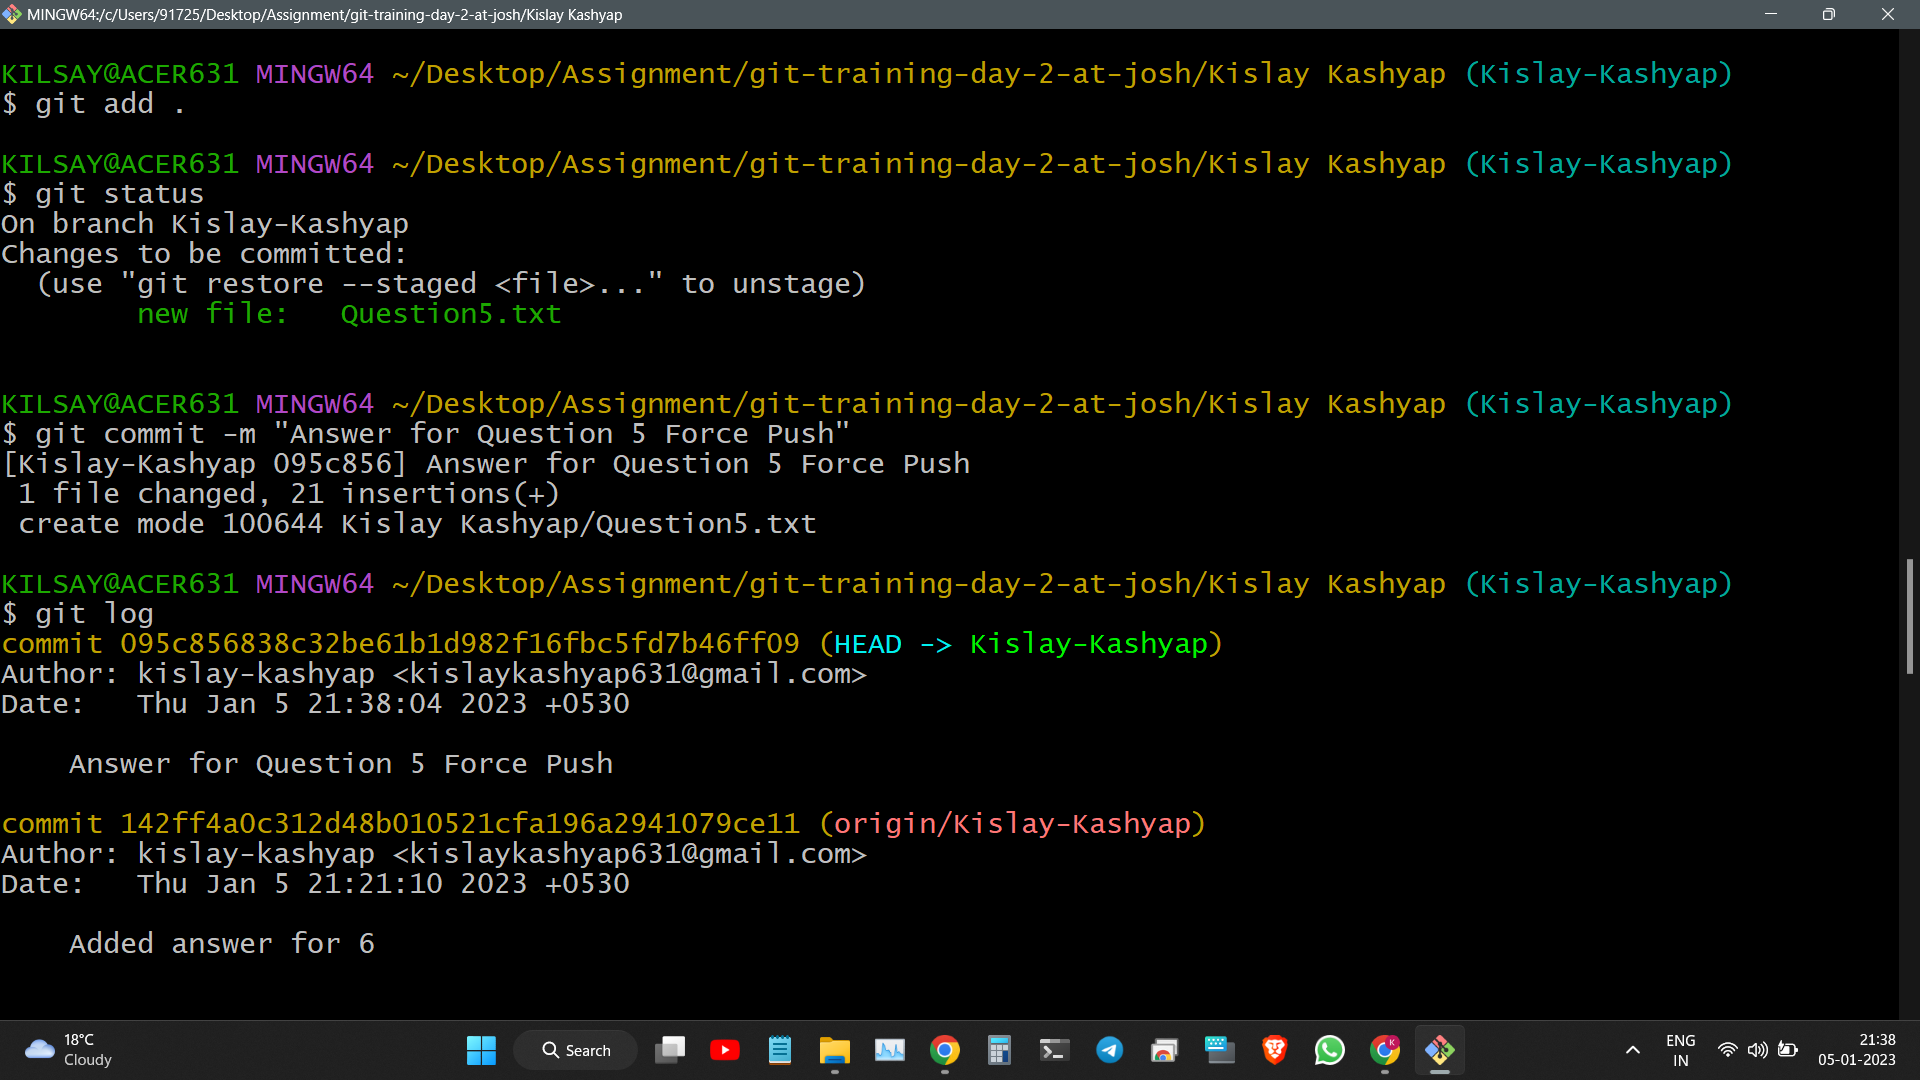 MINGW64:/c/Users/91725/Desktop/Assignment/git-training-day-2-at-josh/Kislay Kashyap
KILSAY@ACER631 MINGW64 ~/Desktop/Assignment/git-training-day-2-at-josh/Kislay Kashyap (Kislay-Kashyap)
$ git add .
KILSAY@ACER631 MINGW64 ~/Desktop/Assignment/git-training-day-2-at-josh/Kislay Kashyap (Kislay-Kashyap)
$ git status
On branch Kislay-Kashyap
Changes to be committed:
  (use "git restore --staged <file>..." to unstage)
        new file:   Question5.txt
KILSAY@ACER631 MINGW64 ~/Desktop/Assignment/git-training-day-2-at-josh/Kislay Kashyap (Kislay-Kashyap)
$ git commit -m "Answer for Question 5 Force Push"
[Kislay-Kashyap 095c856] Answer for Question 5 Force Push
 1 file changed, 21 insertions(+)
 create mode 100644 Kislay Kashyap/Question5.txt
KILSAY@ACER631 MINGW64 ~/Desktop/Assignment/git-training-day-2-at-josh/Kislay Kashyap (Kislay-Kashyap)
$ git log
commit 095c856838c32be61b1d982f16fbc5fd7b46ff09 (HEAD -> Kislay-Kashyap)
Author: kislay-kashyap <kislaykashyap631@gmail.com>
Date:   Thu Jan 5 21:38:04 2023 +0530
    Answer for Question 5 Force Push
commit 142ff4a0c312d48b010521cfa196a2941079ce11 (origin/Kislay-Kashyap)
Author: kislay-kashyap <kislaykashyap631@gmail.com>
Date:   Thu Jan 5 21:21:10 2023 +0530
    Added answer for 6
18°C
Cloudy
Search
K
ENG
IN
21:38
05-01-2023